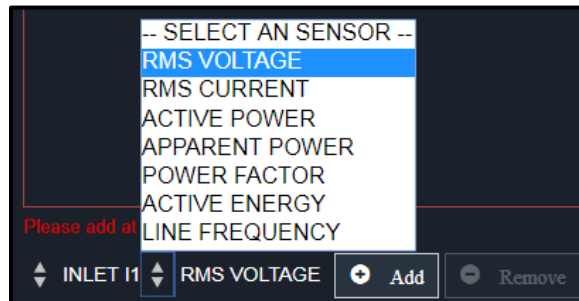 -- SELECT AN SENSOR --
RMS VOLTAGE
RMS CURRENT
ACTIVE POWER
APPARENT POWER
POWER FACTOR
ACTIVE ENERGY
LINE FREQUENCY
Please add at
INLET I1 RMS VOLTAGE Add Remove